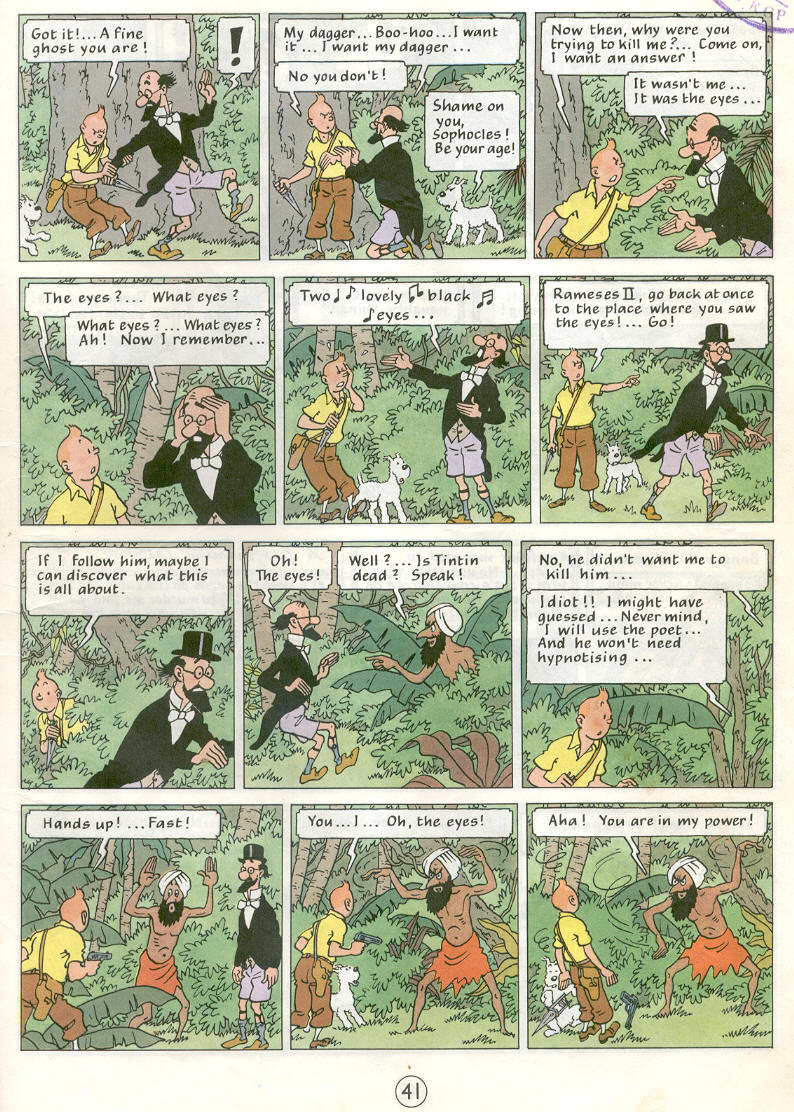 . KOP
Got it!... A fine
ghost you are!
!
My dagger... Boo-hoo... I want
it... I want my dagger...
No you don't!
Shame on
you,
Sophocles!
Be your age!
Now then, why were you
trying to kill me?... Come on,
I want an answer!
It wasn't me...
It was the eyes...
The eyes?... What eyes?
What eyes?... What eyes?
Ah! Now I remember...
Two ♩ ♪ lovely ♫ black ♬
♪ eyes...
Rameses II, go back at once
to the place where you saw
the eyes!... Go!
If I follow him, maybe I
can discover what this
is all about.
Oh!
The eyes!
Well?... Is Tintin
dead? Speak!
No, he didn't want me to
kill him...
Idiot!! I might have
guessed... Never mind,
I will use the poet...
And he won't need
hypnotising...
Hands up!... Fast!
You... I... Oh, the eyes!
Aha! You are in my power!
41